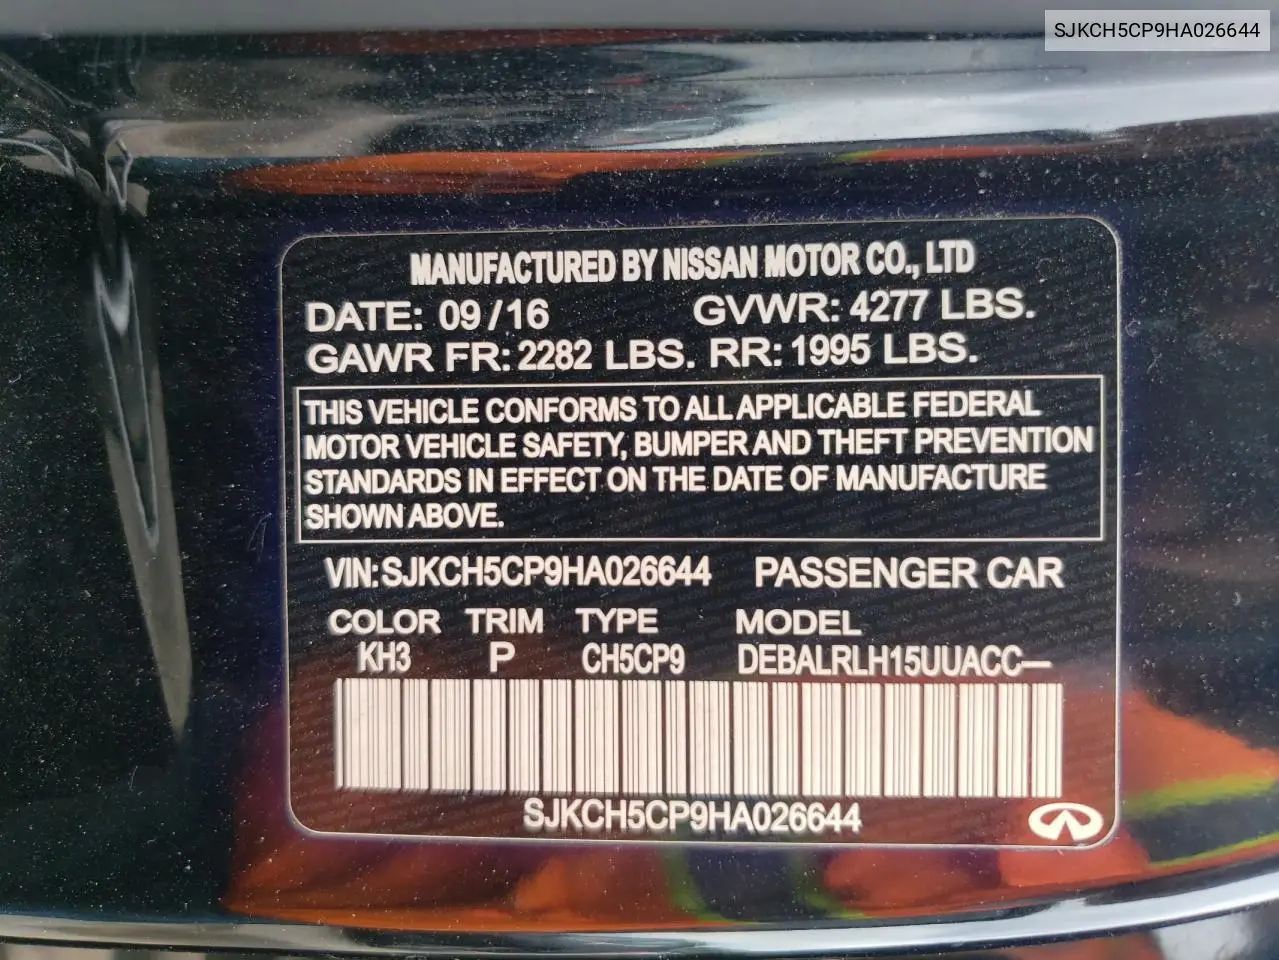 SJKCH5CP9HA026644
MANUFACTURED BY NISSAN MOTOR CO., LTD
DATE: 09/16 GVWR: 4277 LBS.
GAWR FR: 2282 LBS. RR: 1995 LBS.
THIS VEHICLE CONFORMS TO ALL APPLICABLE FEDERAL
MOTOR VEHICLE SAFETY, BUMPER AND THEFT PREVENTION
STANDARDS IN EFFECT ON THE DATE OF MANUFACTURE
SHOWN ABOVE.
VIN: SJKCH5CP9HA026644 PASSENGER CAR
COLOR TRIM TYPE MODEL
KH3 P CH5CP9 DEBALRLH15UUACC—
SJKCH5CP9HA026644